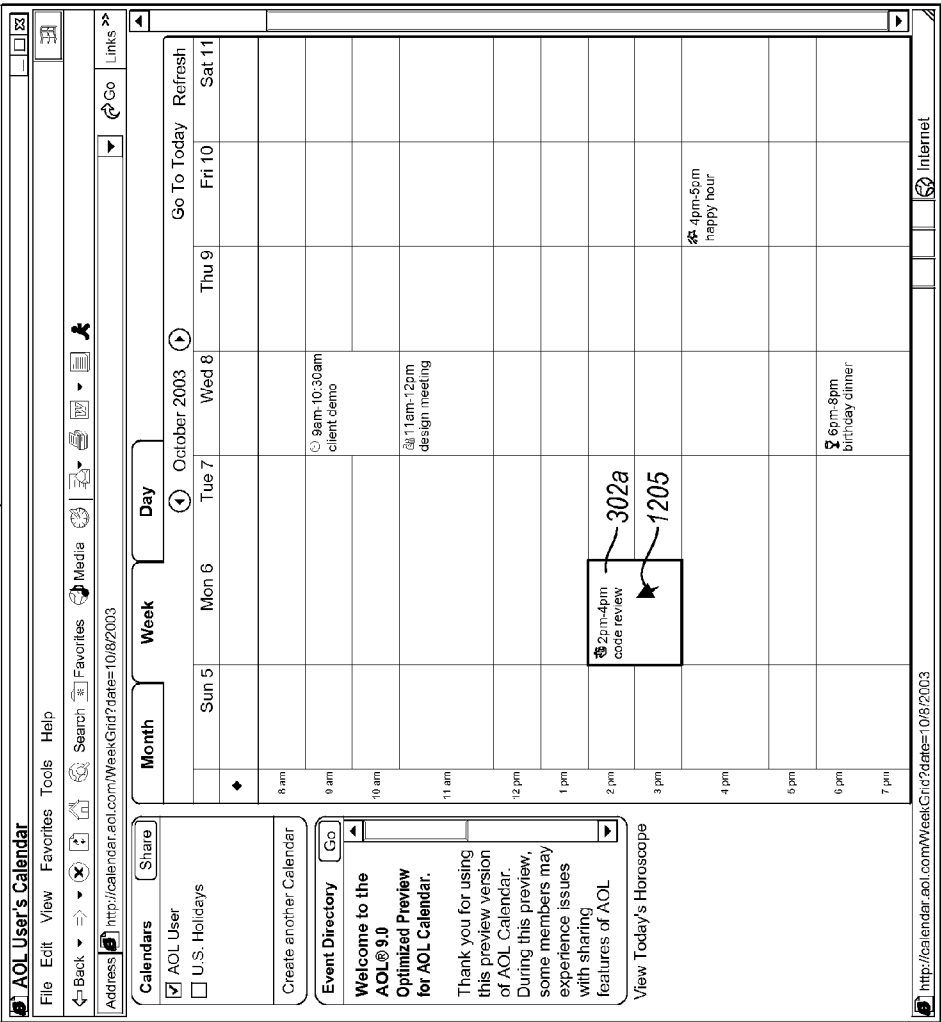 AOL User's Calendar
File Edit View Favorites Tools Help
Back Search Favorites Media
Address http://calendar.aol.com/WeekGrid?date=10/8/2003 Go Links >>
Calendars Share
AOL User
U.S. Holidays
Create another Calendar
Event Directory Go
Welcome to the
AOL® 9.0
Optimized Preview
for AOL Calendar.
Thank you for using
this preview version
of AOL Calendar.
During this preview,
some members may
experience issues
with sharing
features of AOL
View Today's Horoscope
Month Week Day
October 2003 Go To Today Refresh
Sun 5 Mon 6 Tue 7 Wed 8 Thu 9 Fri 10 Sat 11
8 am
9 am
9am-10:30am
client demo
10 am
11 am
11am-12pm
design meeting
12 pm
1 pm
2 pm
2pm-4pm
code review
302a
3 pm
1205
4 pm
4pm-5pm
happy hour
5 pm
6 pm
6pm-8pm
birthday dinner
7 pm
http://calendar.aol.com/WeekGrid?date=10/8/2003 Internet